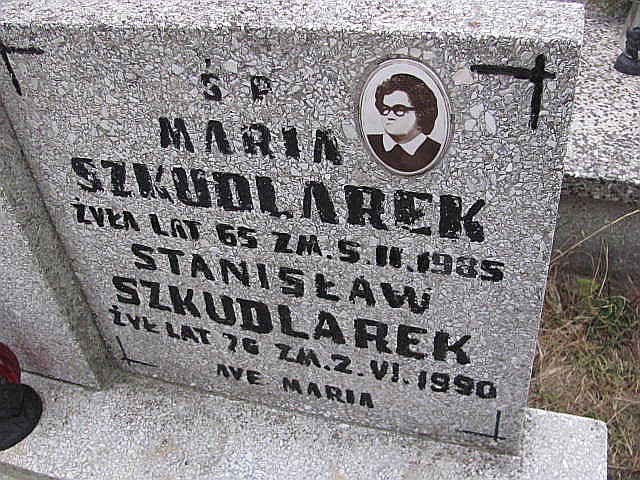 Ś P
MARIA
SZKUDLAREK
ŻYŁA LAT 65 ZM. 5. II. 1985
STANISŁAW
SZKUDLAREK
ŻYŁ LAT 76 ZM. 2. VI. 1990
AVE MARIA